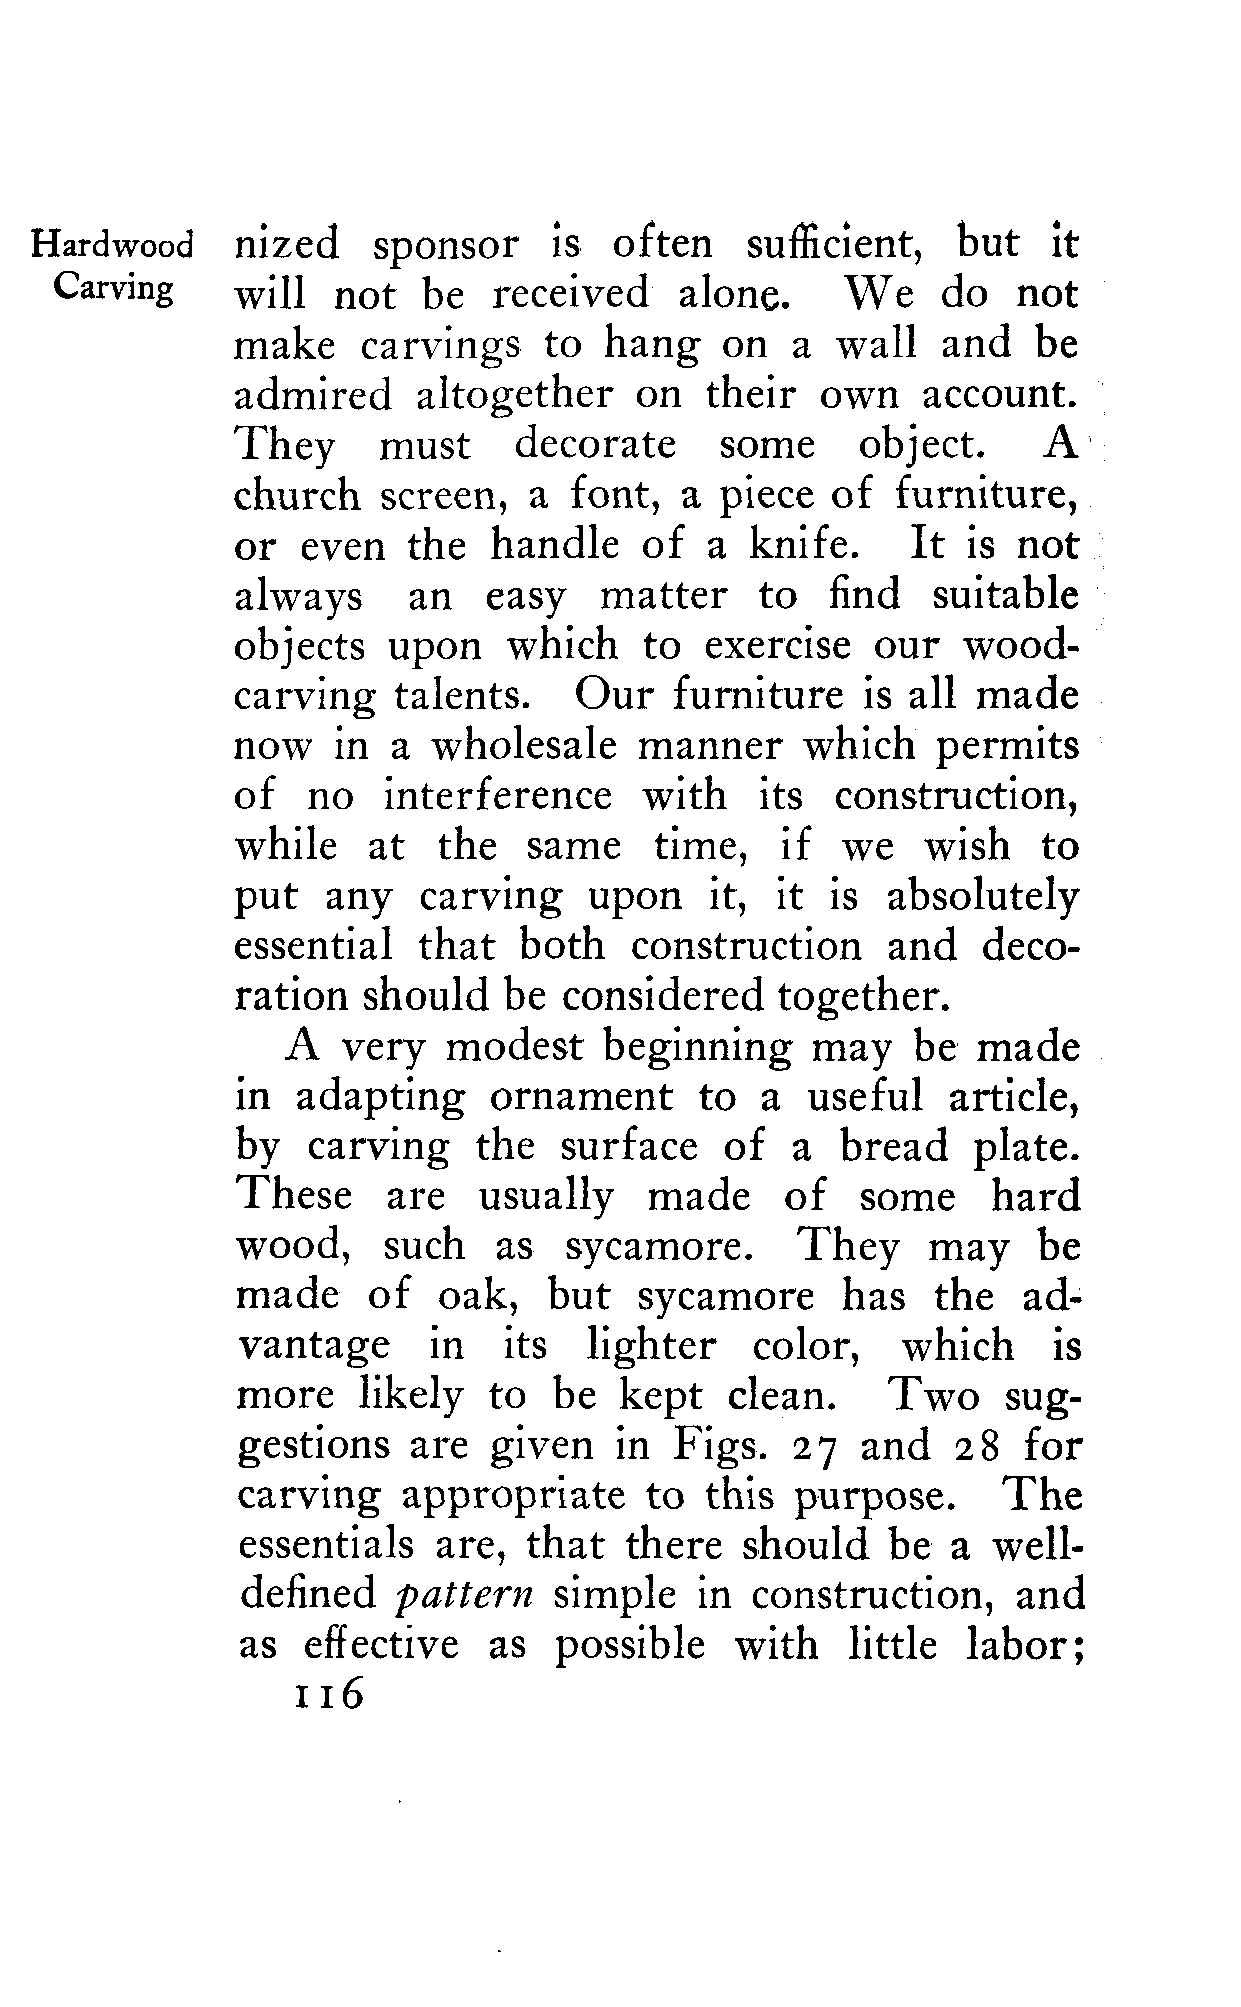 Hardwood
Carving
nized sponsor is often sufficient, but it
will not be received alone. We do not
make carvings to hang on a wall and be
admired altogether on their own account.
They must decorate some object. A
church screen, a font, a piece of furniture,
or even the handle of a knife. It is not
always an easy matter to find suitable
objects upon which to exercise our wood-
carving talents. Our furniture is all made
now in a wholesale manner which permits
of no interference with its construction,
while at the same time, if we wish to
put any carving upon it, it is absolutely
essential that both construction and deco-
ration should be considered together.
A very modest beginning may be made
in adapting ornament to a useful article,
by carving the surface of a bread plate.
These are usually made of some hard
wood, such as sycamore. They may be
made of oak, but sycamore has the ad-
vantage in its lighter color, which is
more likely to be kept clean. Two sug-
gestions are given in Figs. 27 and 28 for
carving appropriate to this purpose. The
essentials are, that there should be a well-
defined pattern simple in construction, and
as effective as possible with little labor;
116